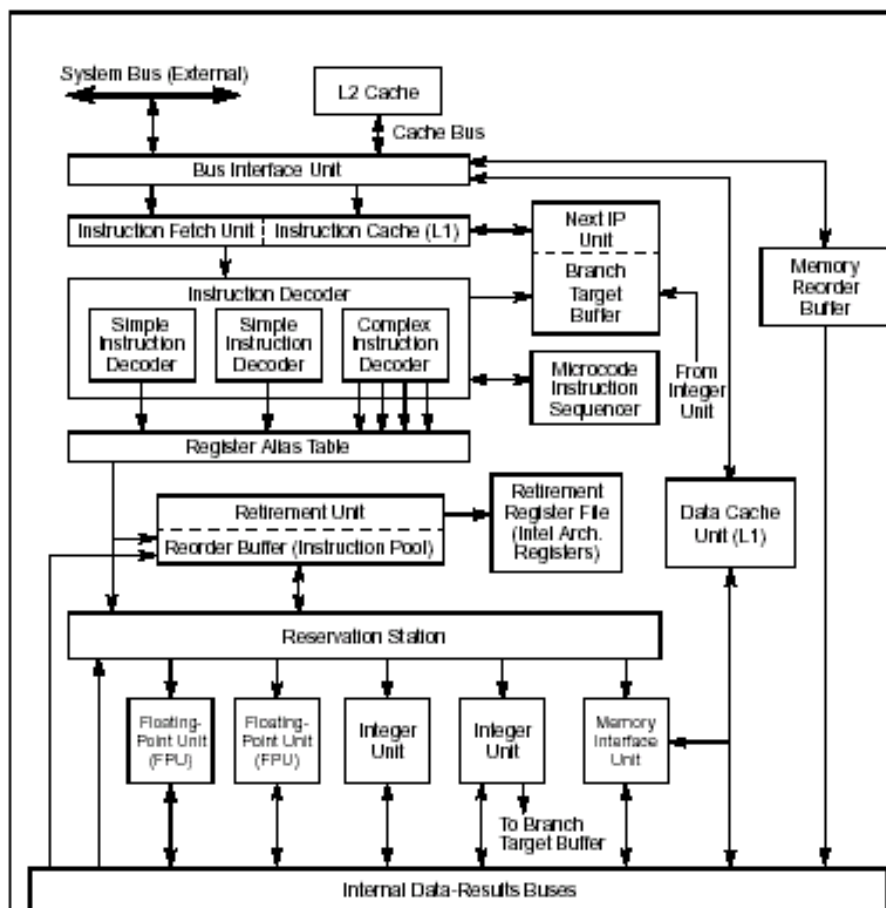 System Bus (External)
L2 Cache
Cache Bus
Bus Interface Unit
Instruction Fetch Unit
Instruction Cache (L1)
Next IP
Unit
Branch
Target
Buffer
Memory
Reorder
Buffer
Instruction Decoder
Simple
Instruction
Decoder
Simple
Instruction
Decoder
Complex
Instruction
Decoder
Microcode
Instruction
Sequencer
From
Integer
Unit
Register Alias Table
Retirement Unit
Reorder Buffer (Instruction Pool)
Retirement
Register File
(Intel Arch.
Registers)
Data Cache
Unit (L1)
Reservation Station
Floating-
Point Unit
(FPU)
Floating-
Point Unit
(FPU)
Integer
Unit
Integer
Unit
Memory
Interface
Unit
To Branch
Target Buffer
Internal Data-Results Buses